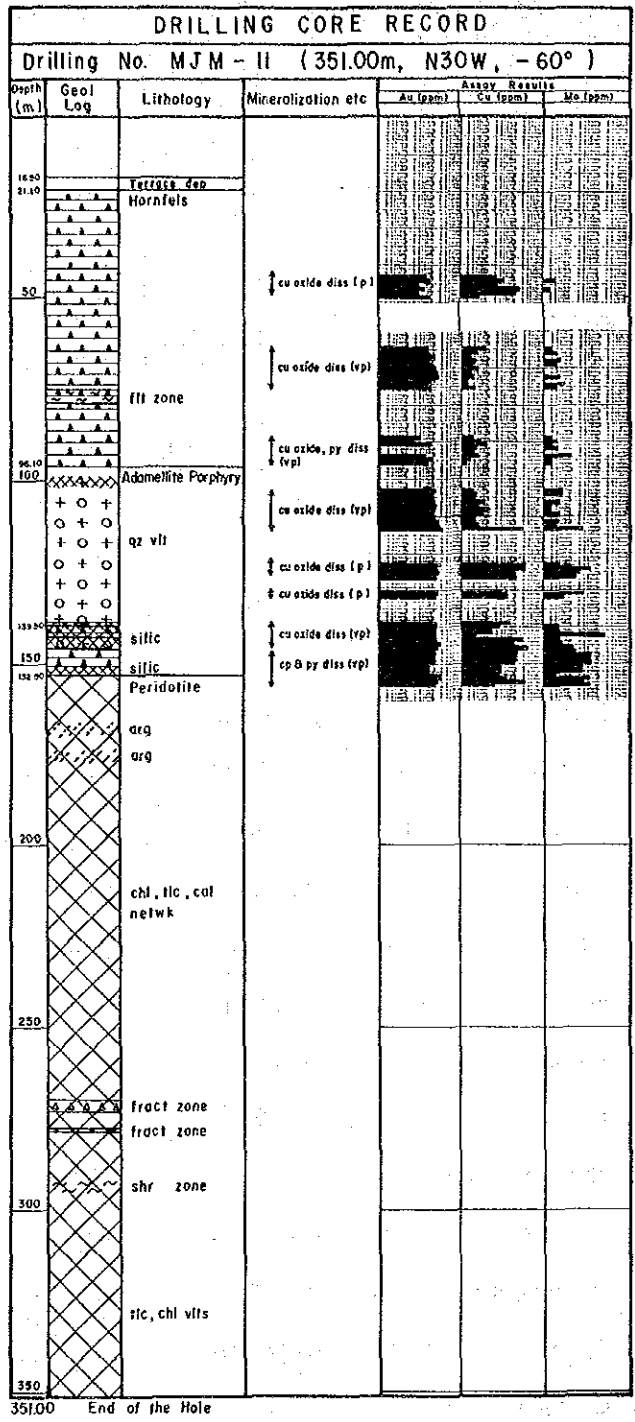 DRILLING CORE RECORD
Drilling No. MJM - 11 (351.00m, N30W, -60°)
Depth (m) Geol Log Lithology Mineralization etc Assay Results
Au (ppm) Cu (ppm) Mo (ppm)
16.90
Terrace dep
21.10
Hornfels
cu oxide diss (p)
50
cu oxide diss (vp)
flt zone
cu oxide, py diss (vp)
96.10
100 Adamellite Porphyry
cu oxide diss (vp)
qz vlt
cu oxide diss (p)
cu oxide diss (p)
139.50
silic
cu oxide diss (vp)
150
silic
cp & py diss (vp)
Peridotite
arg
arg
200
chl, tlc, cal
netwk
250
fract zone
fract zone
shr zone
300
tlc, chl vlts
350
351.00 End of the Hole